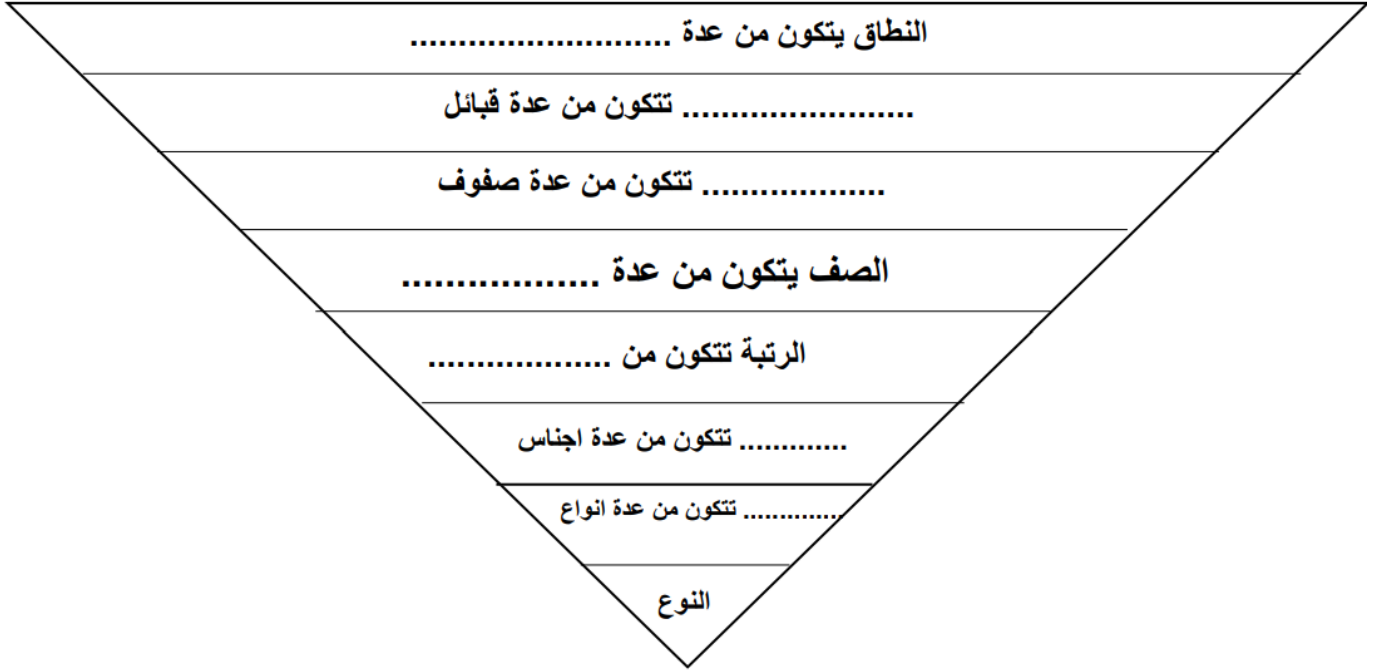 النطاق يتكون من عدة ...........................
........................ تتكون من عدة قبائل
................... تتكون من عدة صفوف
الصف يتكون من عدة ..................
الرتبة تتكون من ...................
............. تتكون من عدة اجناس
.............. تتكون من عدة انواع
النوع